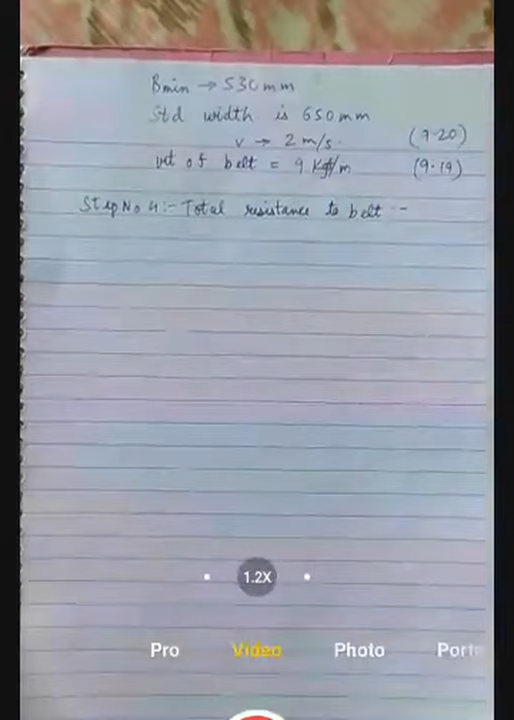 Bmin → 530 mm
Std width is 650 mm
v → 2 m/s. (9.20)
wt of belt = 9 Kgf/m (9.19)
Step No 4:- Total resistance to belt :-
1.2X
Pro Video Photo Portr